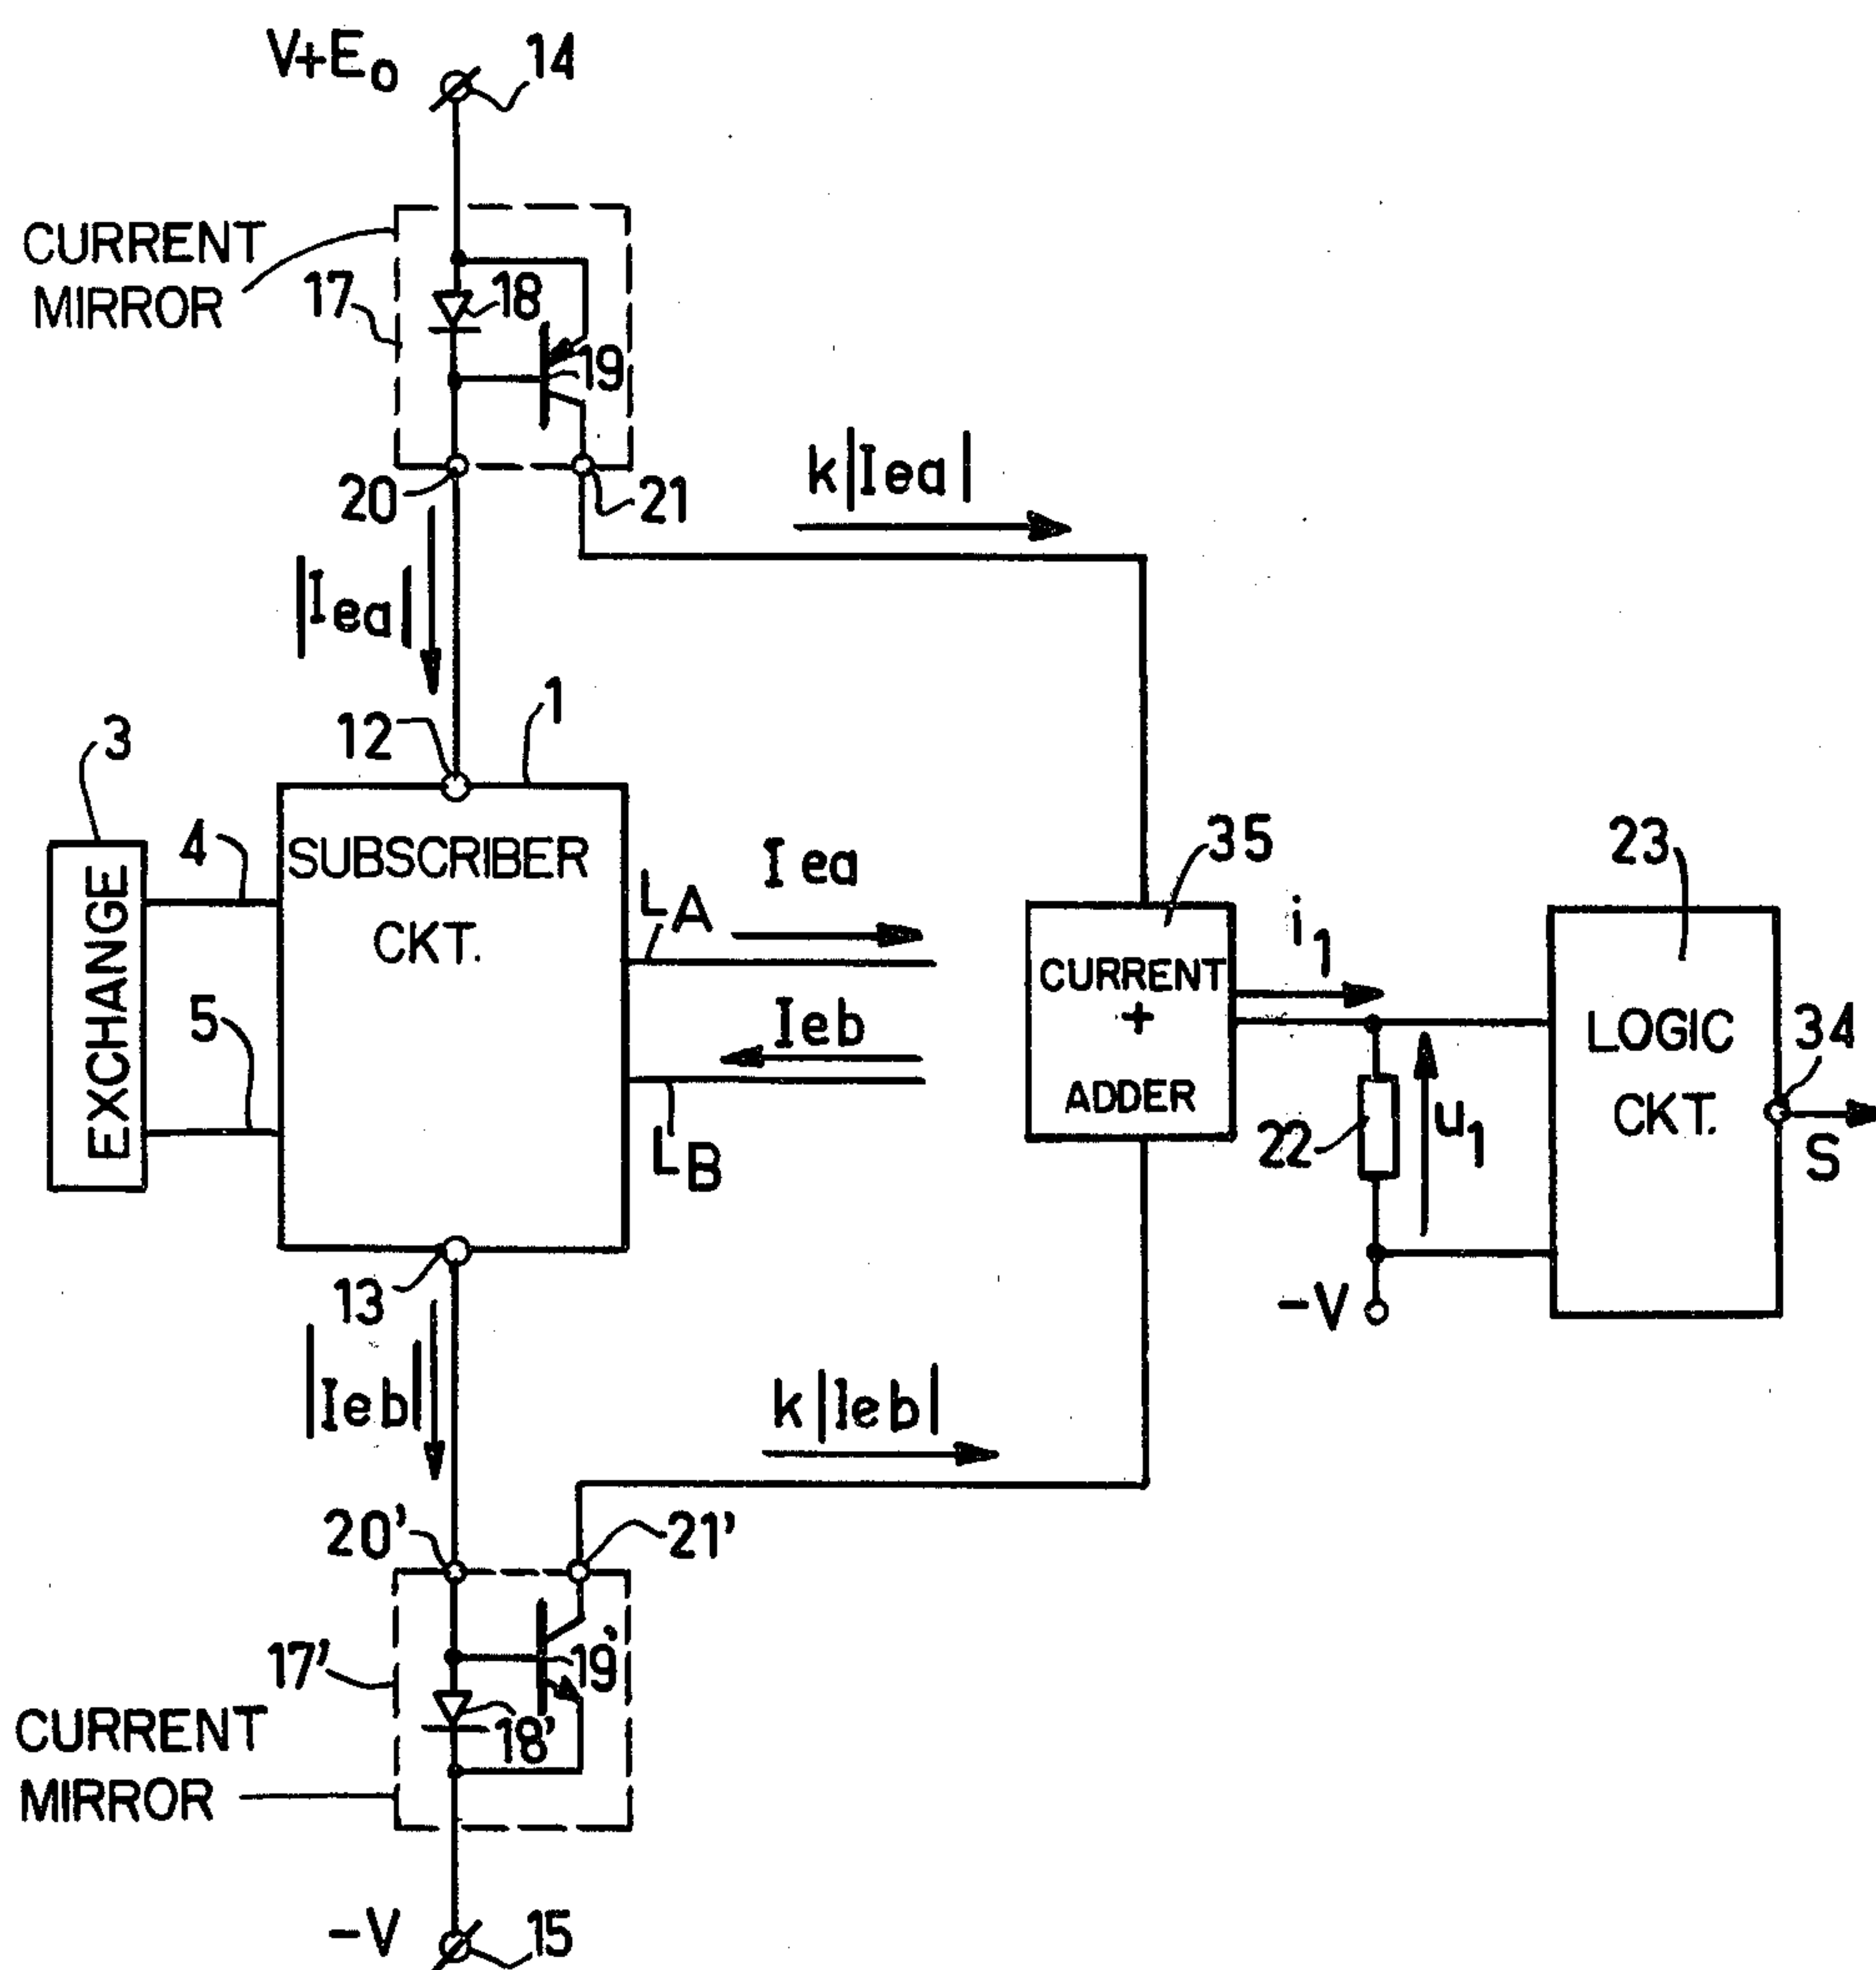 V+E₀
14
CURRENT
MIRROR
17
18
19
20
21
k|Iea|
|Iea|
12
1
3
4
SUBSCRIBER
CKT.
EXCHANGE
5
LA
Iea
Ieb
LB
35
CURRENT
+
ADDER
i₁
23
LOGIC
CKT.
34
S
22
u₁
-V
13
|Ieb|
k|Ieb|
20'
21'
17'
19'
18'
CURRENT
MIRROR
-V
15